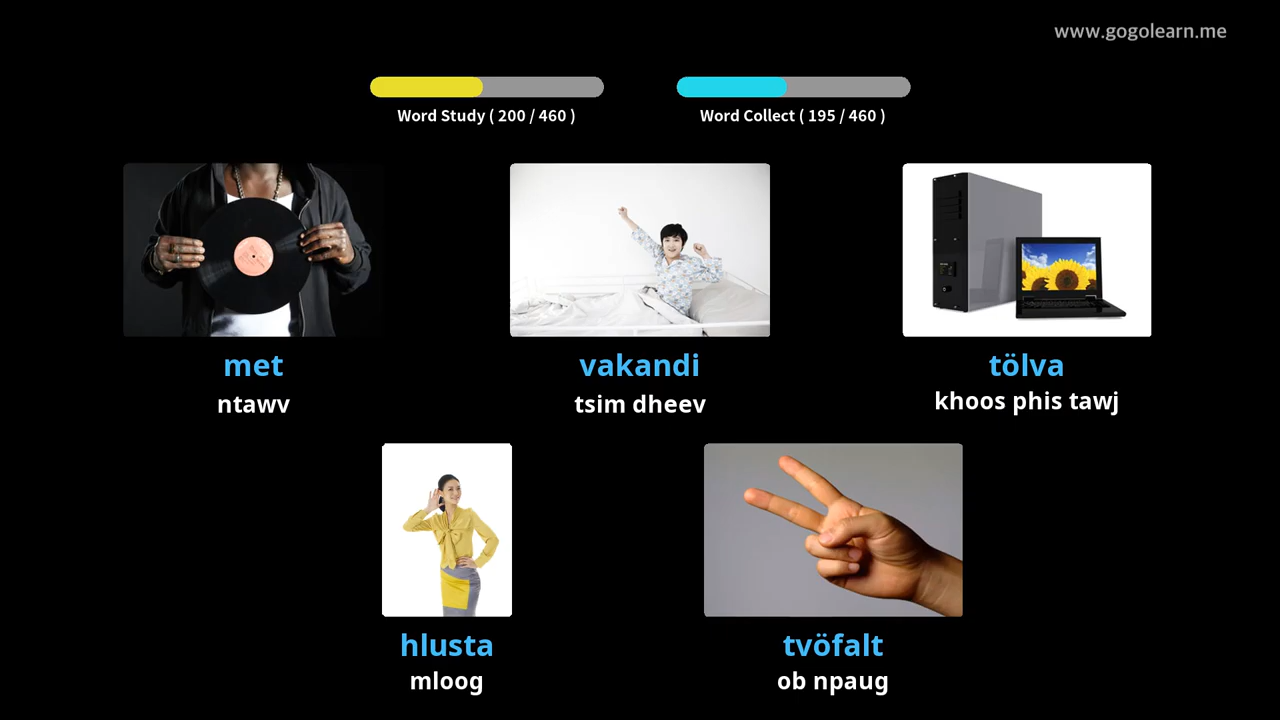 www.gogolearn.me
Word Study ( 200 / 460 )
Word Collect ( 195 / 460 )
met
ntawv
vakandi
tsim dheev
tölva
khoos phis tawj
hlusta
mloog
tvöfalt
ob npaug